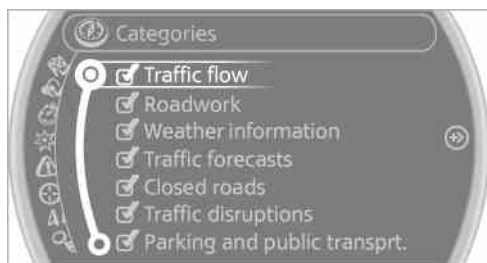 Categories
Traffic flow
Roadwork
Weather information
Traffic forecasts
Closed roads
Traffic disruptions
Parking and public transprt.